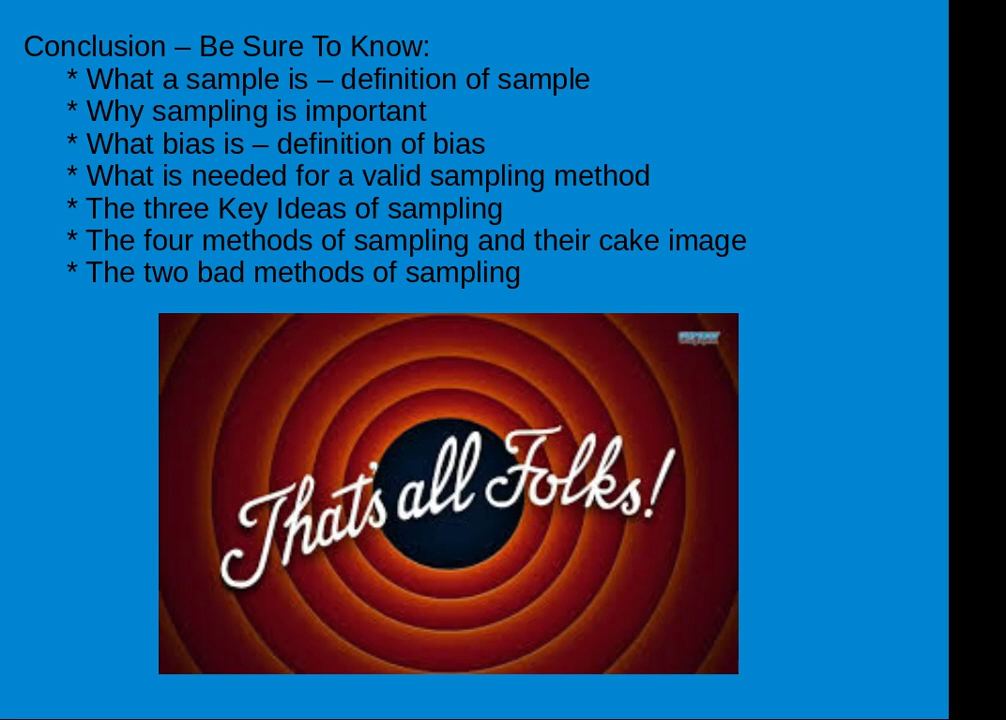 Conclusion – Be Sure To Know:
* What a sample is – definition of sample
* Why sampling is important
* What bias is – definition of bias
* What is needed for a valid sampling method
* The three Key Ideas of sampling
* The four methods of sampling and their cake image
* The two bad methods of sampling
That's all Folks!